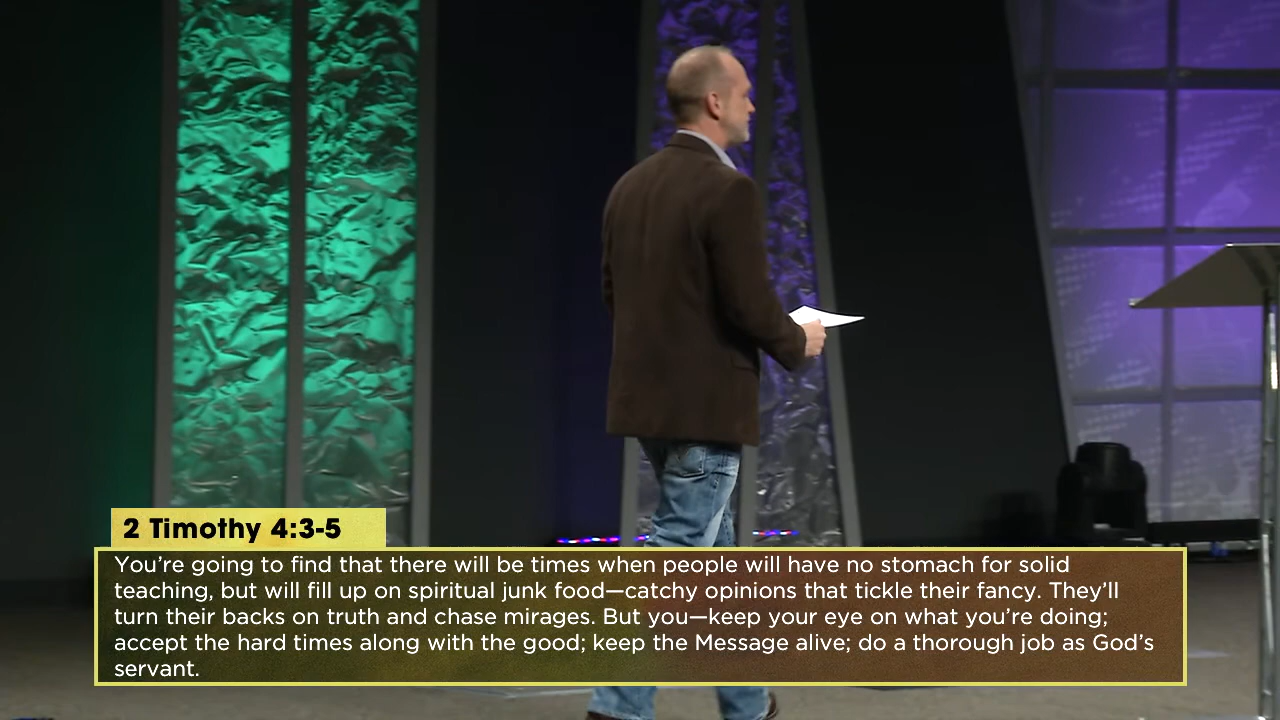 2 Timothy 4:3-5
You're going to find that there will be times when people will have no stomach for solid
teaching, but will fill up on spiritual junk food—catchy opinions that tickle their fancy. They'll
turn their backs on truth and chase mirages. But you—keep your eye on what you're doing;
accept the hard times along with the good; keep the Message alive; do a thorough job as God's
servant.